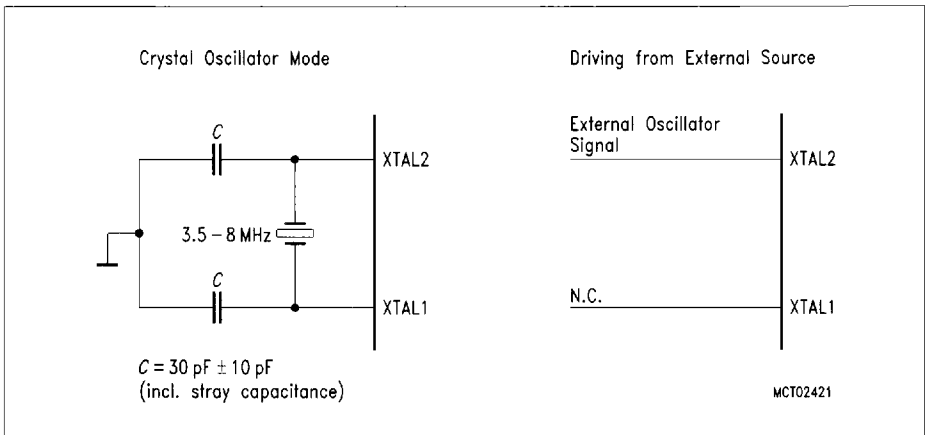 Crystal Oscillator Mode
C
XTAL2
3.5 – 8 MHz
C
XTAL1
C = 30 pF ± 10 pF
(incl. stray capacitance)
Driving from External Source
External Oscillator
Signal
XTAL2
N.C.
XTAL1
MCT02421